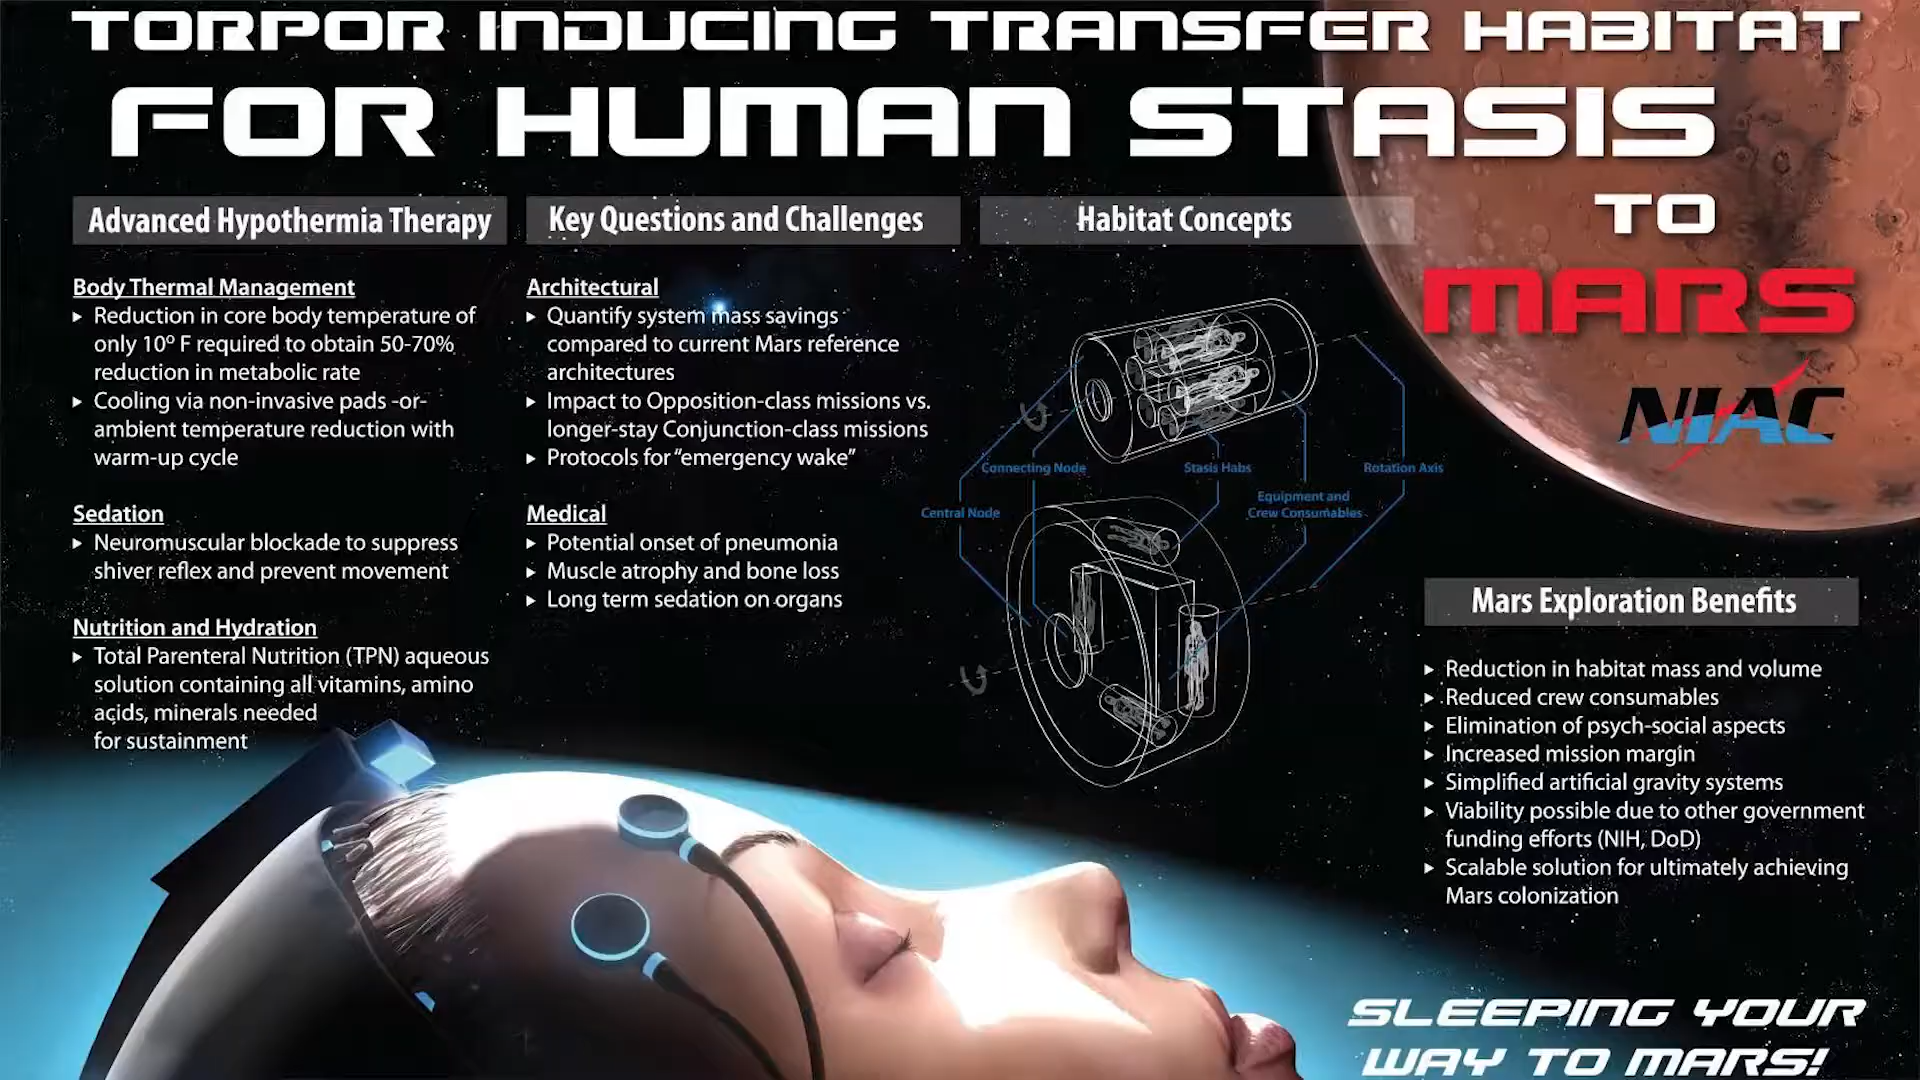 TORPOR INDUCING TRANSFER HABITAT
FOR HUMAN STASIS
TO
MARS
NIAC
Advanced Hypothermia Therapy
Body Thermal Management
▸ Reduction in core body temperature of
only 10º F required to obtain 50-70%
reduction in metabolic rate
▸ Cooling via non-invasive pads -or-
ambient temperature reduction with
warm-up cycle
Sedation
▸ Neuromuscular blockade to suppress
shiver reflex and prevent movement
Nutrition and Hydration
▸ Total Parenteral Nutrition (TPN) aqueous
solution containing all vitamins, amino
acids, minerals needed
for sustainment
Key Questions and Challenges
Architectural
▸ Quantify system mass savings
compared to current Mars reference
architectures
▸ Impact to Opposition-class missions vs.
longer-stay Conjunction-class missions
▸ Protocols for “emergency wake”
Medical
▸ Potential onset of pneumonia
▸ Muscle atrophy and bone loss
▸ Long term sedation on organs
Habitat Concepts
Connecting Node
Stasis Habs
Rotation Axis
Central Node
Equipment and
Crew Consumables
Mars Exploration Benefits
▸ Reduction in habitat mass and volume
▸ Reduced crew consumables
▸ Elimination of psych-social aspects
▸ Increased mission margin
▸ Simplified artificial gravity systems
▸ Viability possible due to other government
funding efforts (NIH, DoD)
▸ Scalable solution for ultimately achieving
Mars colonization
SLEEPING YOUR
WAY TO MARS!